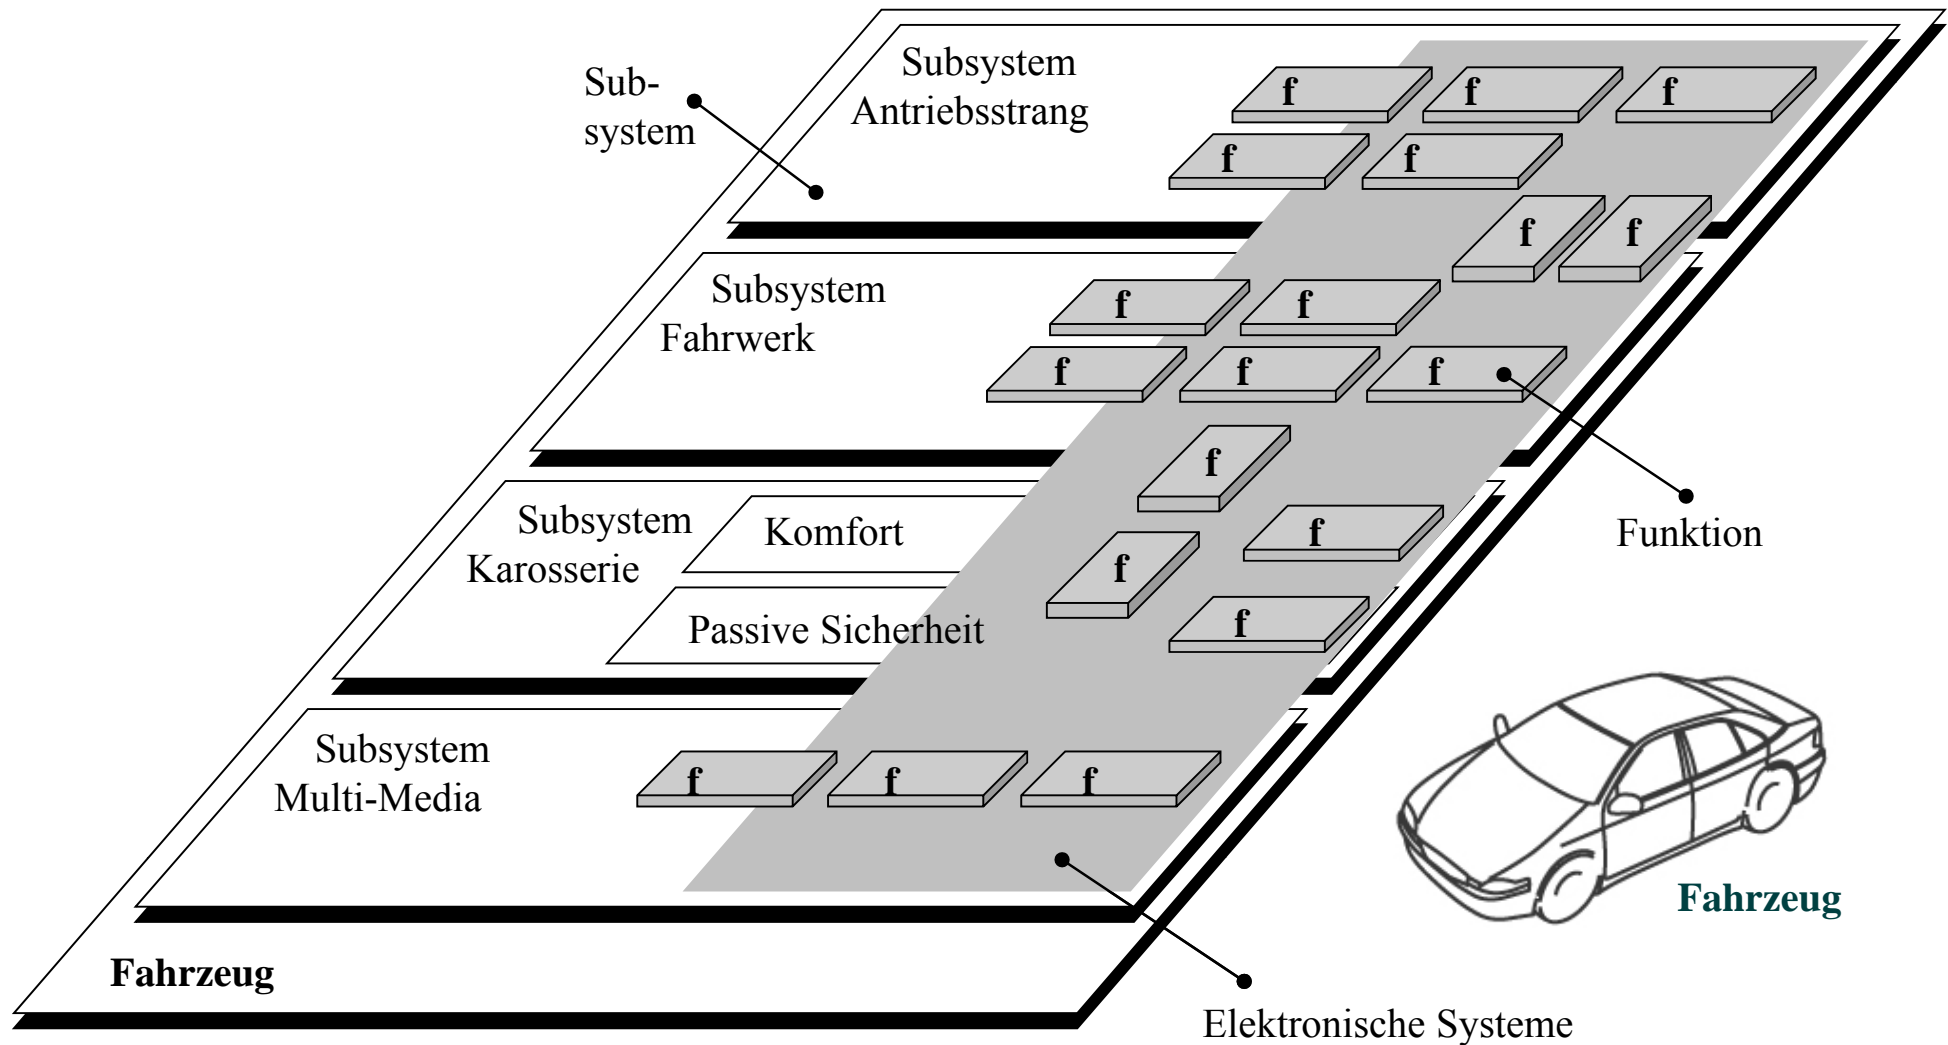 Sub-
system
Subsystem
Antriebsstrang
f f f
f f
f f
Subsystem
Fahrwerk
f f
f f f
Funktion
f
Subsystem
Karosserie
Komfort
f
f
Passive Sicherheit
f
Subsystem
Multi-Media
f f f
Fahrzeug
Fahrzeug
Elektronische Systeme